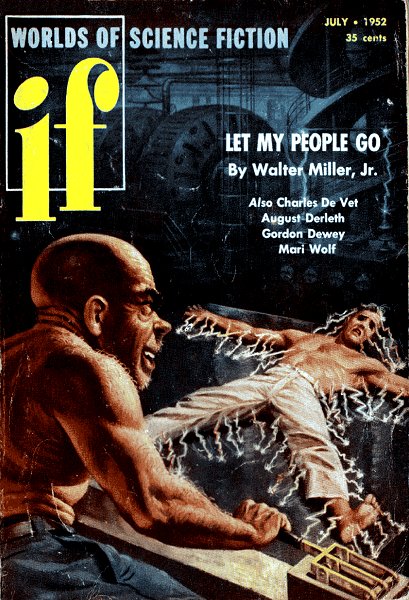 JULY • 1952
35 cents
WORLDS OF SCIENCE FICTION
if
LET MY PEOPLE GO
By Walter Miller, Jr.
Also Charles De Vet
August Derleth
Gordon Dewey
Mari Wolf